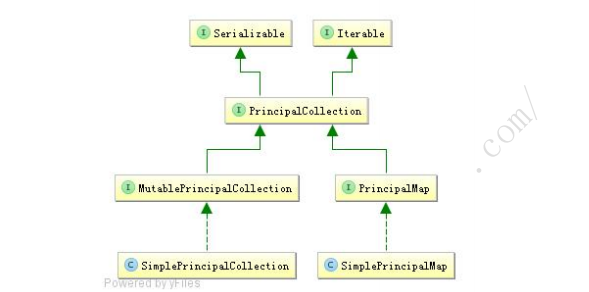 I Serializable
I Iterable
I PrincipalCollection
.com/
I MutablePrincipalCollection
I PrincipalMap
C SimplePrincipalCollection
C SimplePrincipalMap
Powered by yFiles